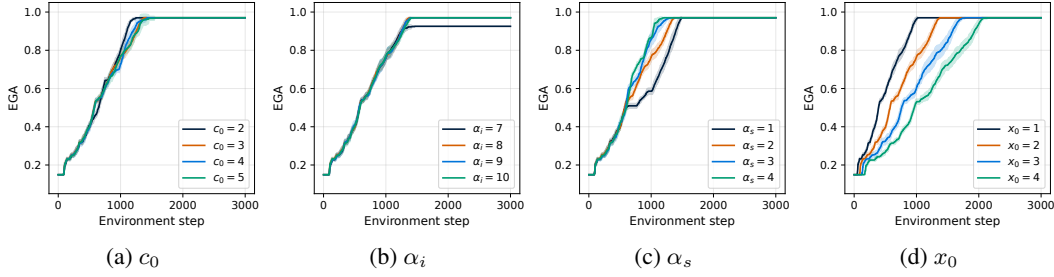 EGA
1.0
0.8
0.6
0.4
0.2
0
1000
2000
3000
Environment step
c₀ = 2
c₀ = 3
c₀ = 4
c₀ = 5
(a) c₀
EGA
1.0
0.8
0.6
0.4
0.2
0
1000
2000
3000
Environment step
αᵢ = 7
αᵢ = 8
αᵢ = 9
αᵢ = 10
(b) αᵢ
EGA
1.0
0.8
0.6
0.4
0.2
0
1000
2000
3000
Environment step
αₛ = 1
αₛ = 2
αₛ = 3
αₛ = 4
(c) αₛ
EGA
1.0
0.8
0.6
0.4
0.2
0
1000
2000
3000
Environment step
x₀ = 1
x₀ = 2
x₀ = 3
x₀ = 4
(d) x₀